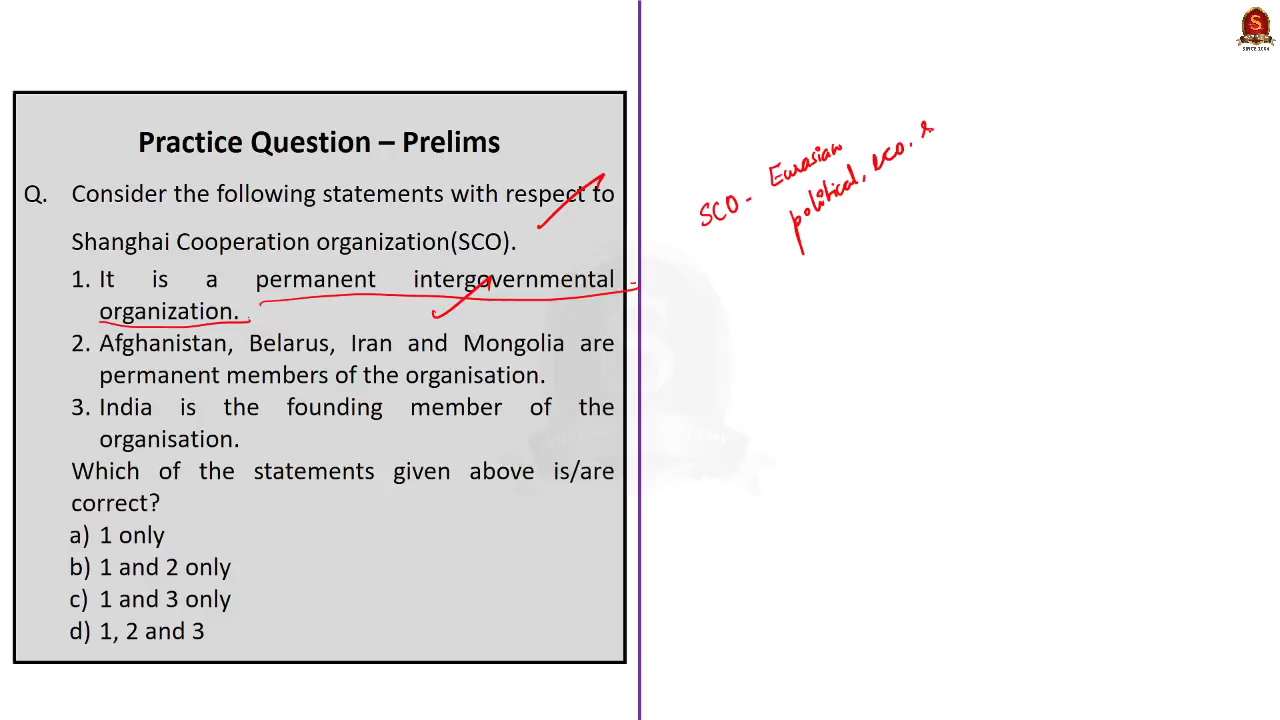 Practice Question – Prelims
Q. Consider the following statements with respect to
Shanghai Cooperation organization(SCO).
1. It is a permanent intergovernmental
organization.
2. Afghanistan, Belarus, Iran and Mongolia are
permanent members of the organisation.
3. India is the founding member of the
organisation.
Which of the statements given above is/are
correct?
a) 1 only
b) 1 and 2 only
c) 1 and 3 only
d) 1, 2 and 3
SCO - Eurasian
political, eco. &
S
SINCE 2004